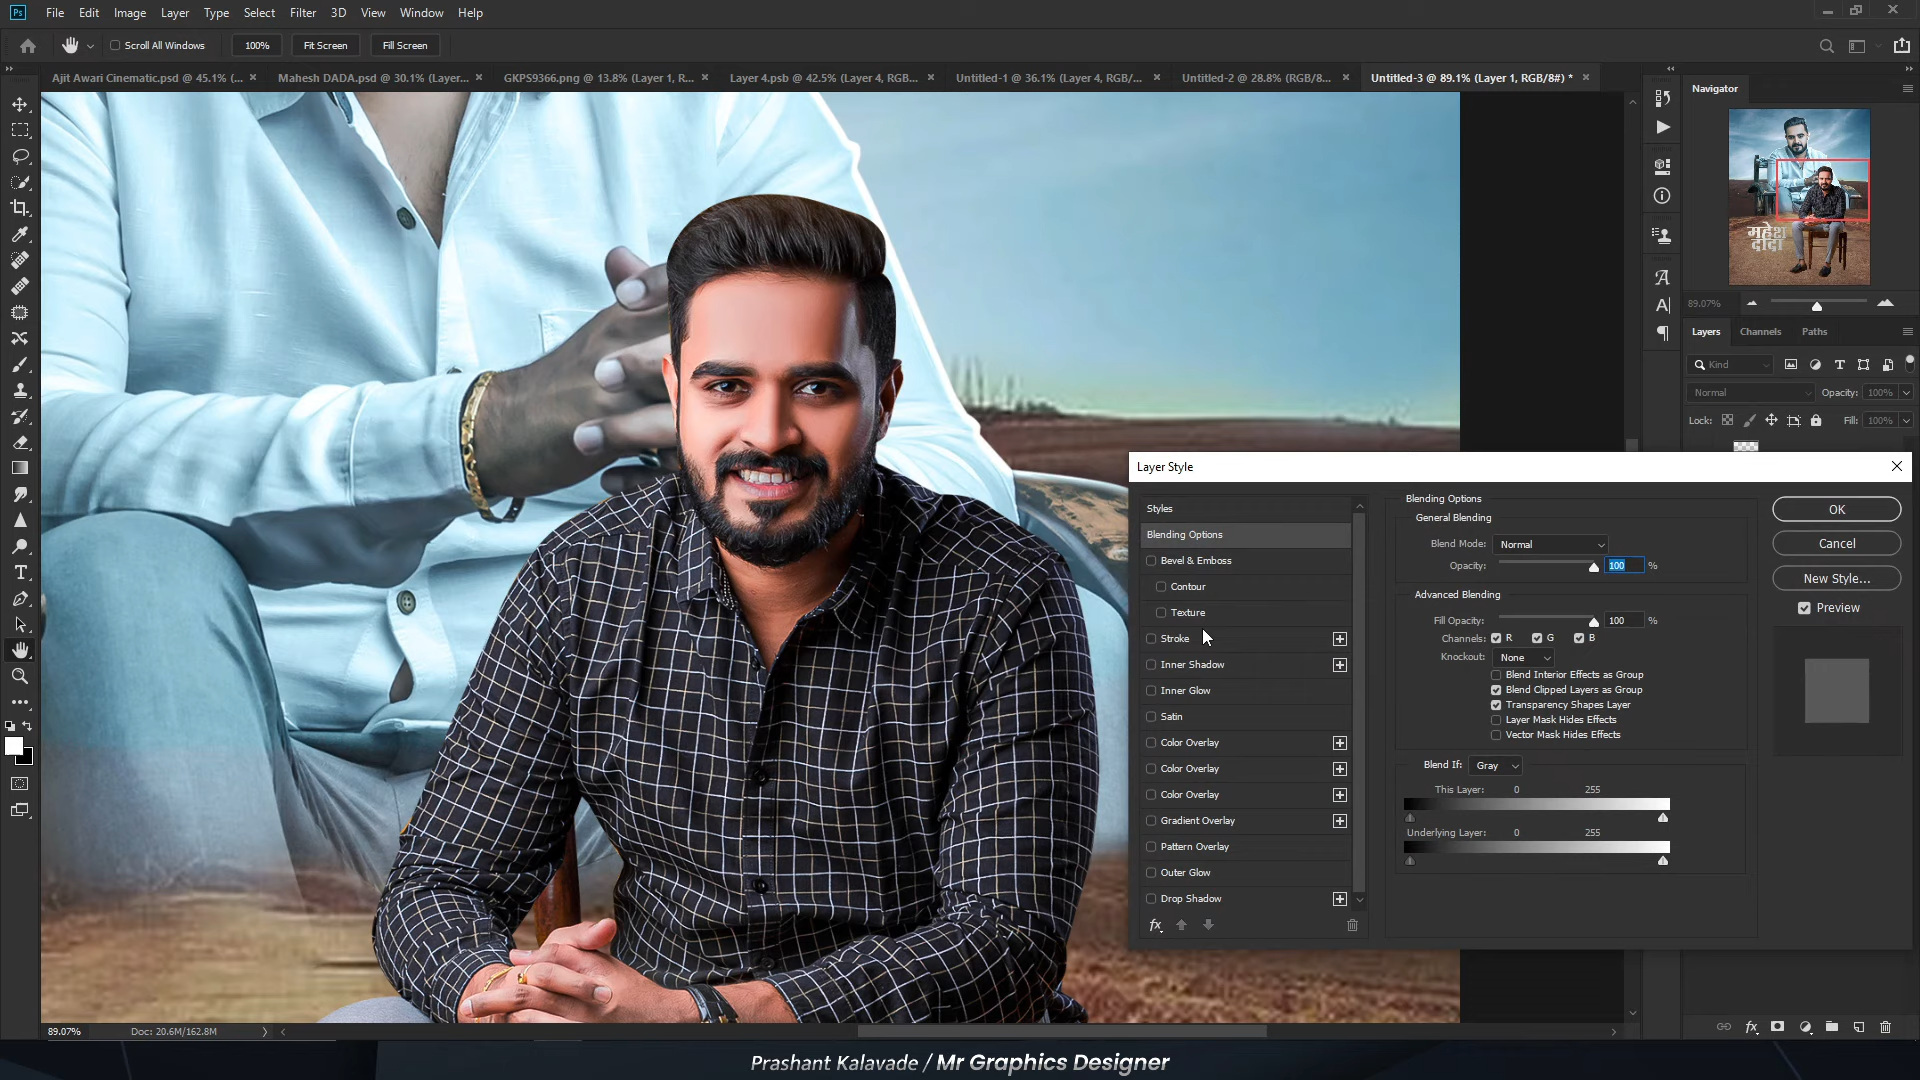 Ps File Edit Image Layer Type Select Filter 3D View Window Help
Scroll All Windows 100% Fit Screen Fill Screen
Ajit Awari Cinematic.psd @ 45.1% (... × Mahesh DADA.psd @ 30.1% (Layer... × GKPS9366.png @ 13.8% (Layer 1, R... × Layer 4.psb @ 42.5% (Layer 4, RGB... × Untitled-1 @ 36.1% (Layer 4, RGB/... × Untitled-2 @ 28.8% (RGB/8... × Untitled-3 @ 89.1% (Layer 1, RGB/8#) * ×
Navigator
महेश
दादा
89.07%
Layers Channels Paths
Kind
Normal Opacity: 100%
Lock: Fill: 100%
Layer Style
Styles
Blending Options
Bevel & Emboss
Contour
Texture
Stroke
Inner Shadow
Inner Glow
Satin
Color Overlay
Color Overlay
Color Overlay
Gradient Overlay
Pattern Overlay
Outer Glow
Drop Shadow
fx
Blending Options
General Blending
Blend Mode: Normal
Opacity: 100 %
Advanced Blending
Fill Opacity: 100 %
Channels: R G B
Knockout: None
Blend Interior Effects as Group
Blend Clipped Layers as Group
Transparency Shapes Layer
Layer Mask Hides Effects
Vector Mask Hides Effects
Blend If: Gray
This Layer: 0 255
Underlying Layer: 0 255
OK
Cancel
New Style...
Preview
89.07% Doc: 20.6M/162.8M
fx
Prashant Kalavade / Mr Graphics Designer